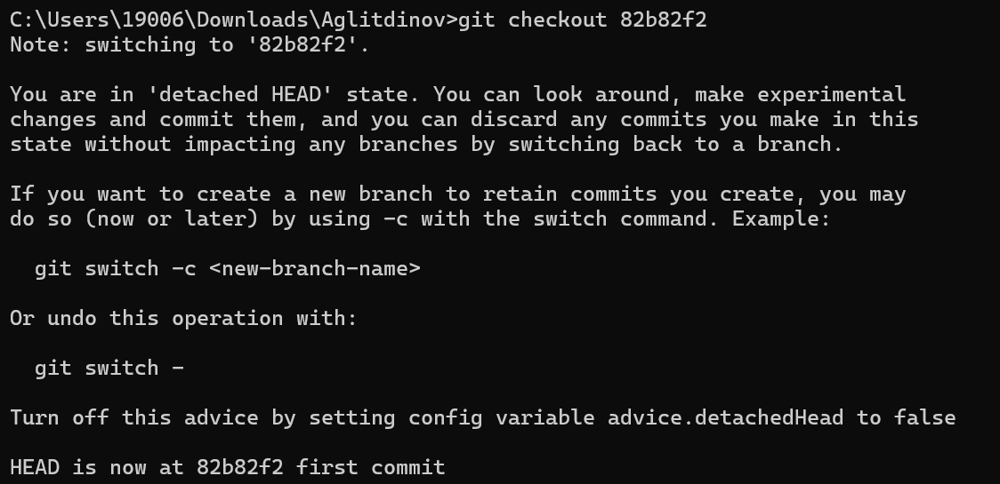 C:\Users\19006\Downloads\Aglitdinov>git checkout 82b82f2
Note: switching to '82b82f2'.
You are in 'detached HEAD' state. You can look around, make experimental
changes and commit them, and you can discard any commits you make in this
state without impacting any branches by switching back to a branch.
If you want to create a new branch to retain commits you create, you may
do so (now or later) by using -c with the switch command. Example:
git switch -c <new-branch-name>
Or undo this operation with:
git switch -
Turn off this advice by setting config variable advice.detachedHead to false
HEAD is now at 82b82f2 first commit